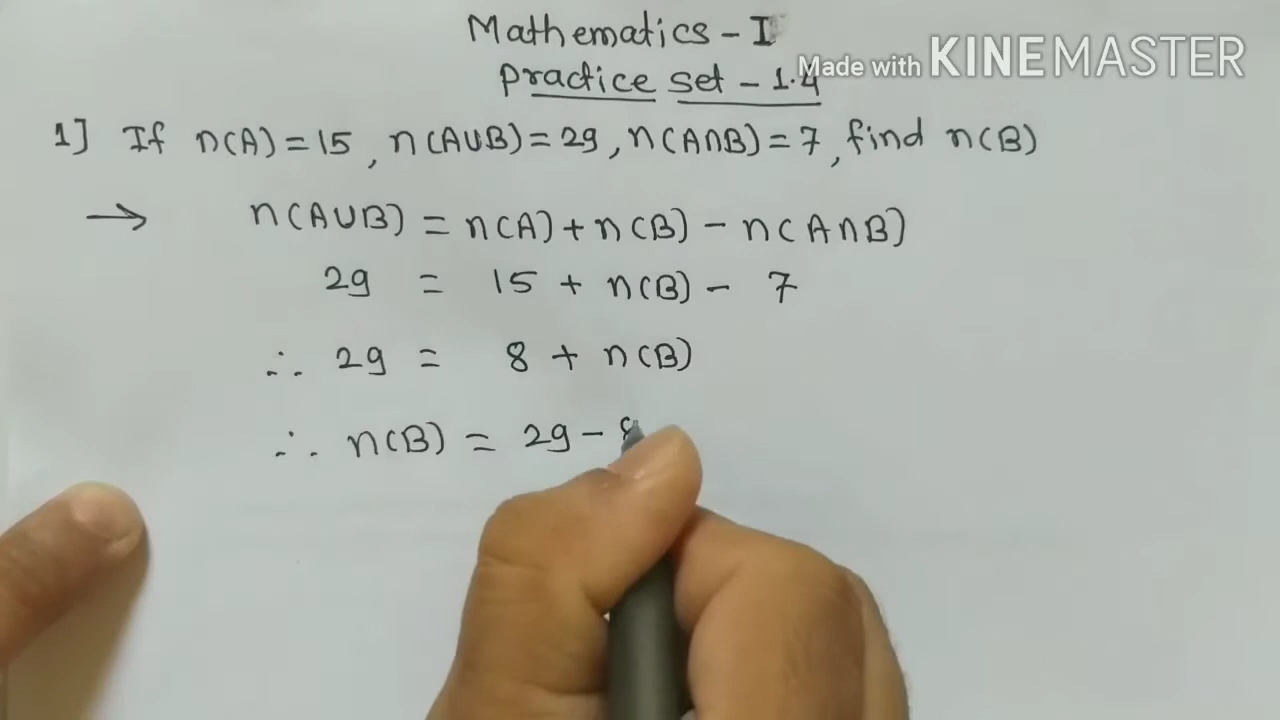 Mathematics - I
Made with KINEMASTER
Practice set - 1.4
1] If n(A) = 15, n(A∪B) = 29, n(A∩B) = 7, find n(B)
→ n(A∪B) = n(A) + n(B) - n(A∩B)
29 = 15 + n(B) - 7
∴ 29 = 8 + n(B)
∴ n(B) = 29 - 8